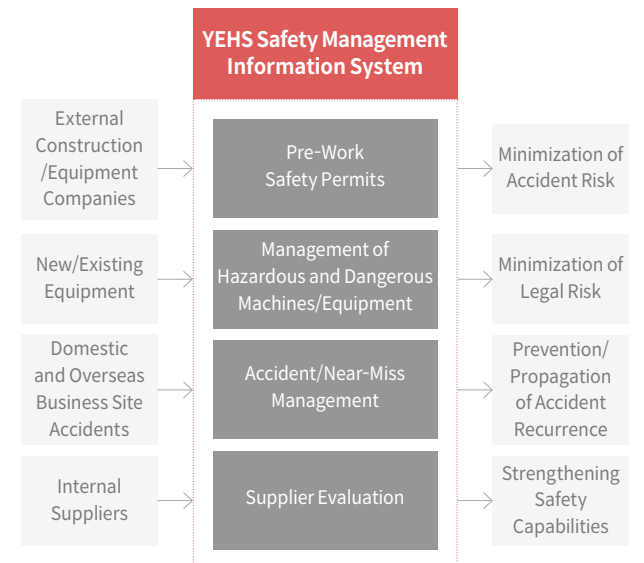 YEHS Safety Management
Information System
External
Construction
/Equipment
Companies
Pre-Work
Safety Permits
Minimization of
Accident Risk
New/Existing
Equipment
Management of
Hazardous and Dangerous
Machines/Equipment
Minimization of
Legal Risk
Domestic
and Overseas
Business Site
Accidents
Accident/Near-Miss
Management
Prevention/
Propagation
of Accident
Recurrence
Internal
Suppliers
Supplier Evaluation
Strengthening
Safety
Capabilities